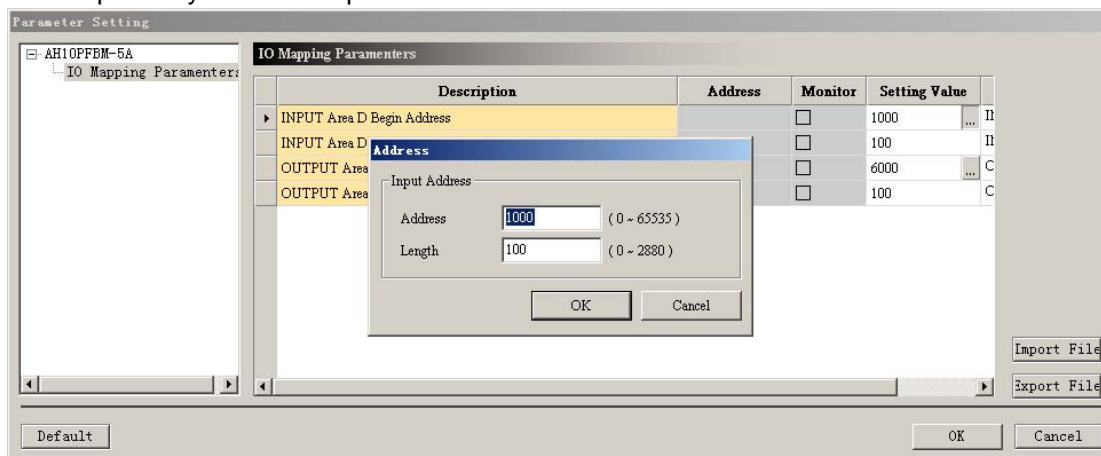 Parameter Setting
AH10PFBM-5A
IO Mapping Paramenters
IO Mapping Paramenters
Description Address Monitor Setting Value
INPUT Area D Begin Address 1000 ...
INPUT Area D 100
OUTPUT Area 6000 ...
OUTPUT Area 100
Address
Input Address
Address 1000 ( 0 ~ 65535 )
Length 100 ( 0 ~ 2880 )
OK Cancel
Import File
Export File
Default OK Cancel